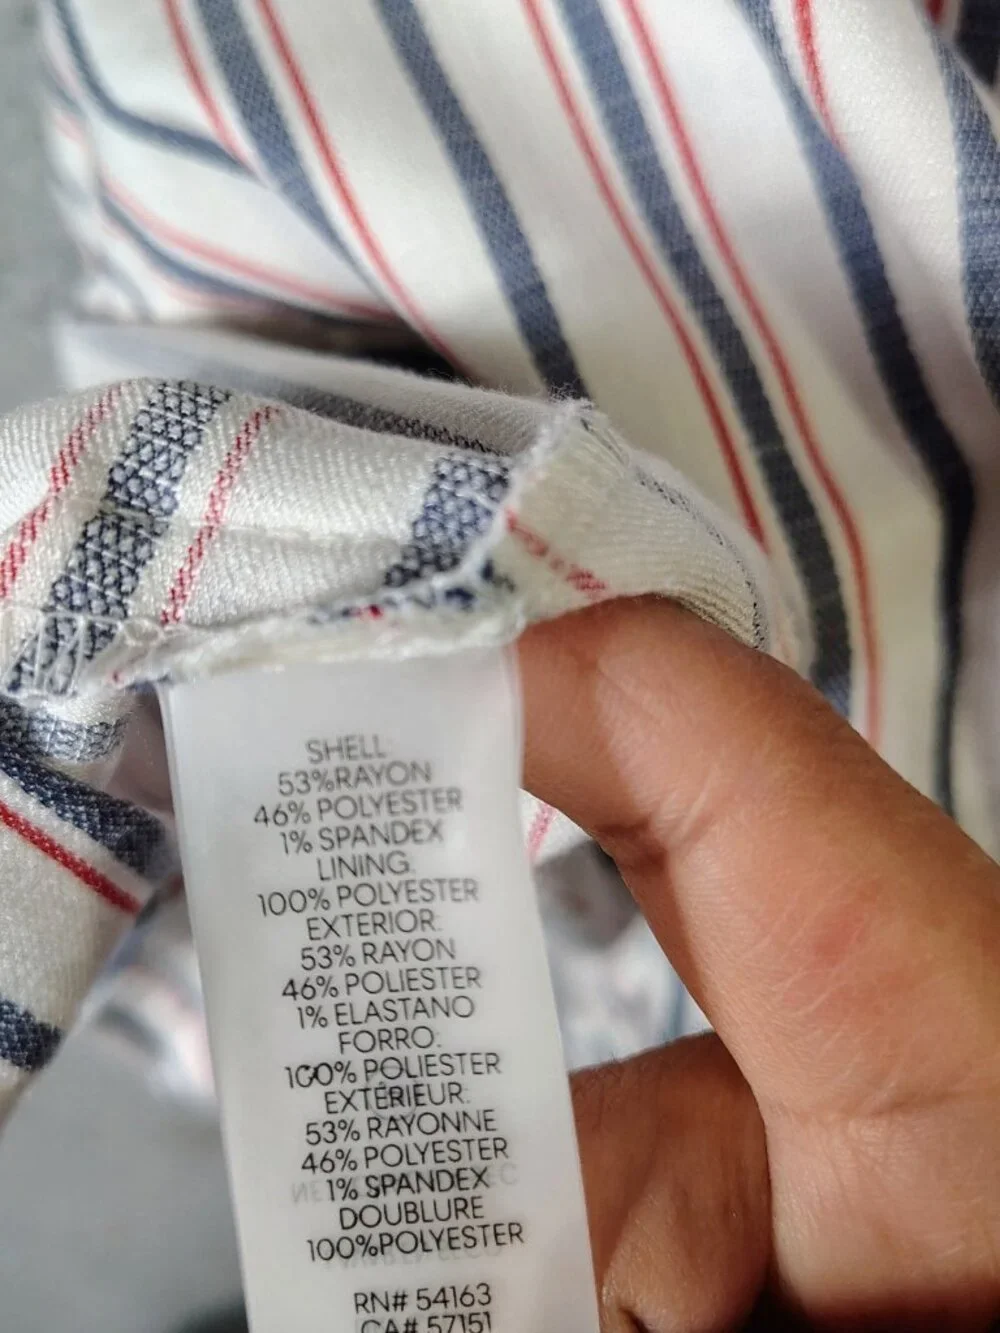 SHELL:
53%RAYON
46% POLYESTER
1% SPANDEX
LINING:
100% POLYESTER
EXTERIOR:
53% RAYON
46% POLIESTER
1% ELASTANO
FORRO:
100% POLIESTER
EXTÉRIEUR:
53% RAYONNE
46% POLYESTER
1% SPANDEX
DOUBLURE
100%POLYESTER
RN# 54163
CA# 57151